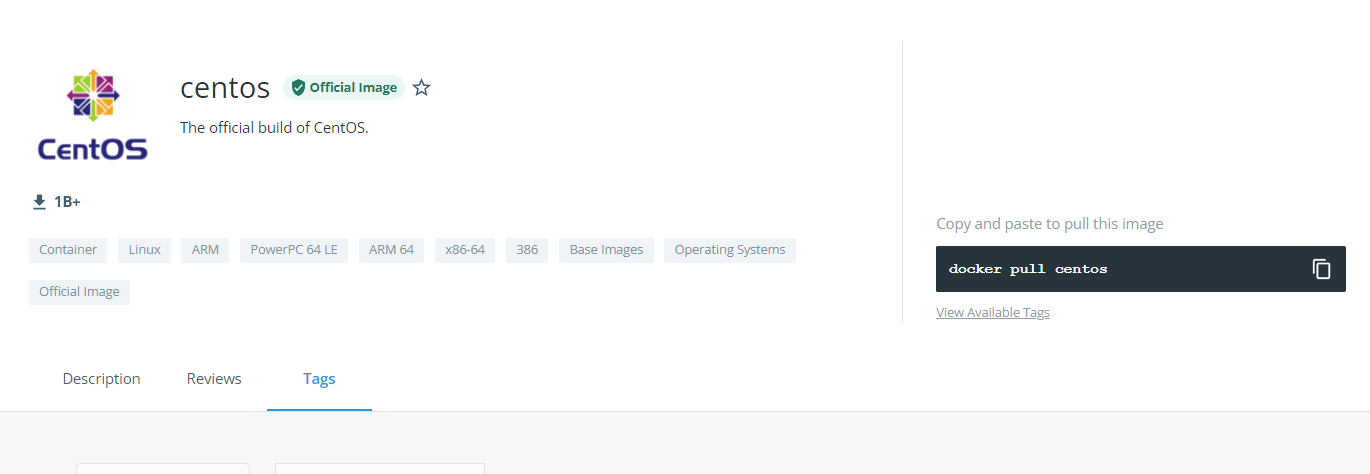 centos
Official Image
The official build of CentOS.
CentOS
1B+
Container
Linux
ARM
PowerPC 64 LE
ARM 64
x86-64
386
Base Images
Operating Systems
Official Image
Copy and paste to pull this image
docker pull centos
View Available Tags
Description
Reviews
Tags